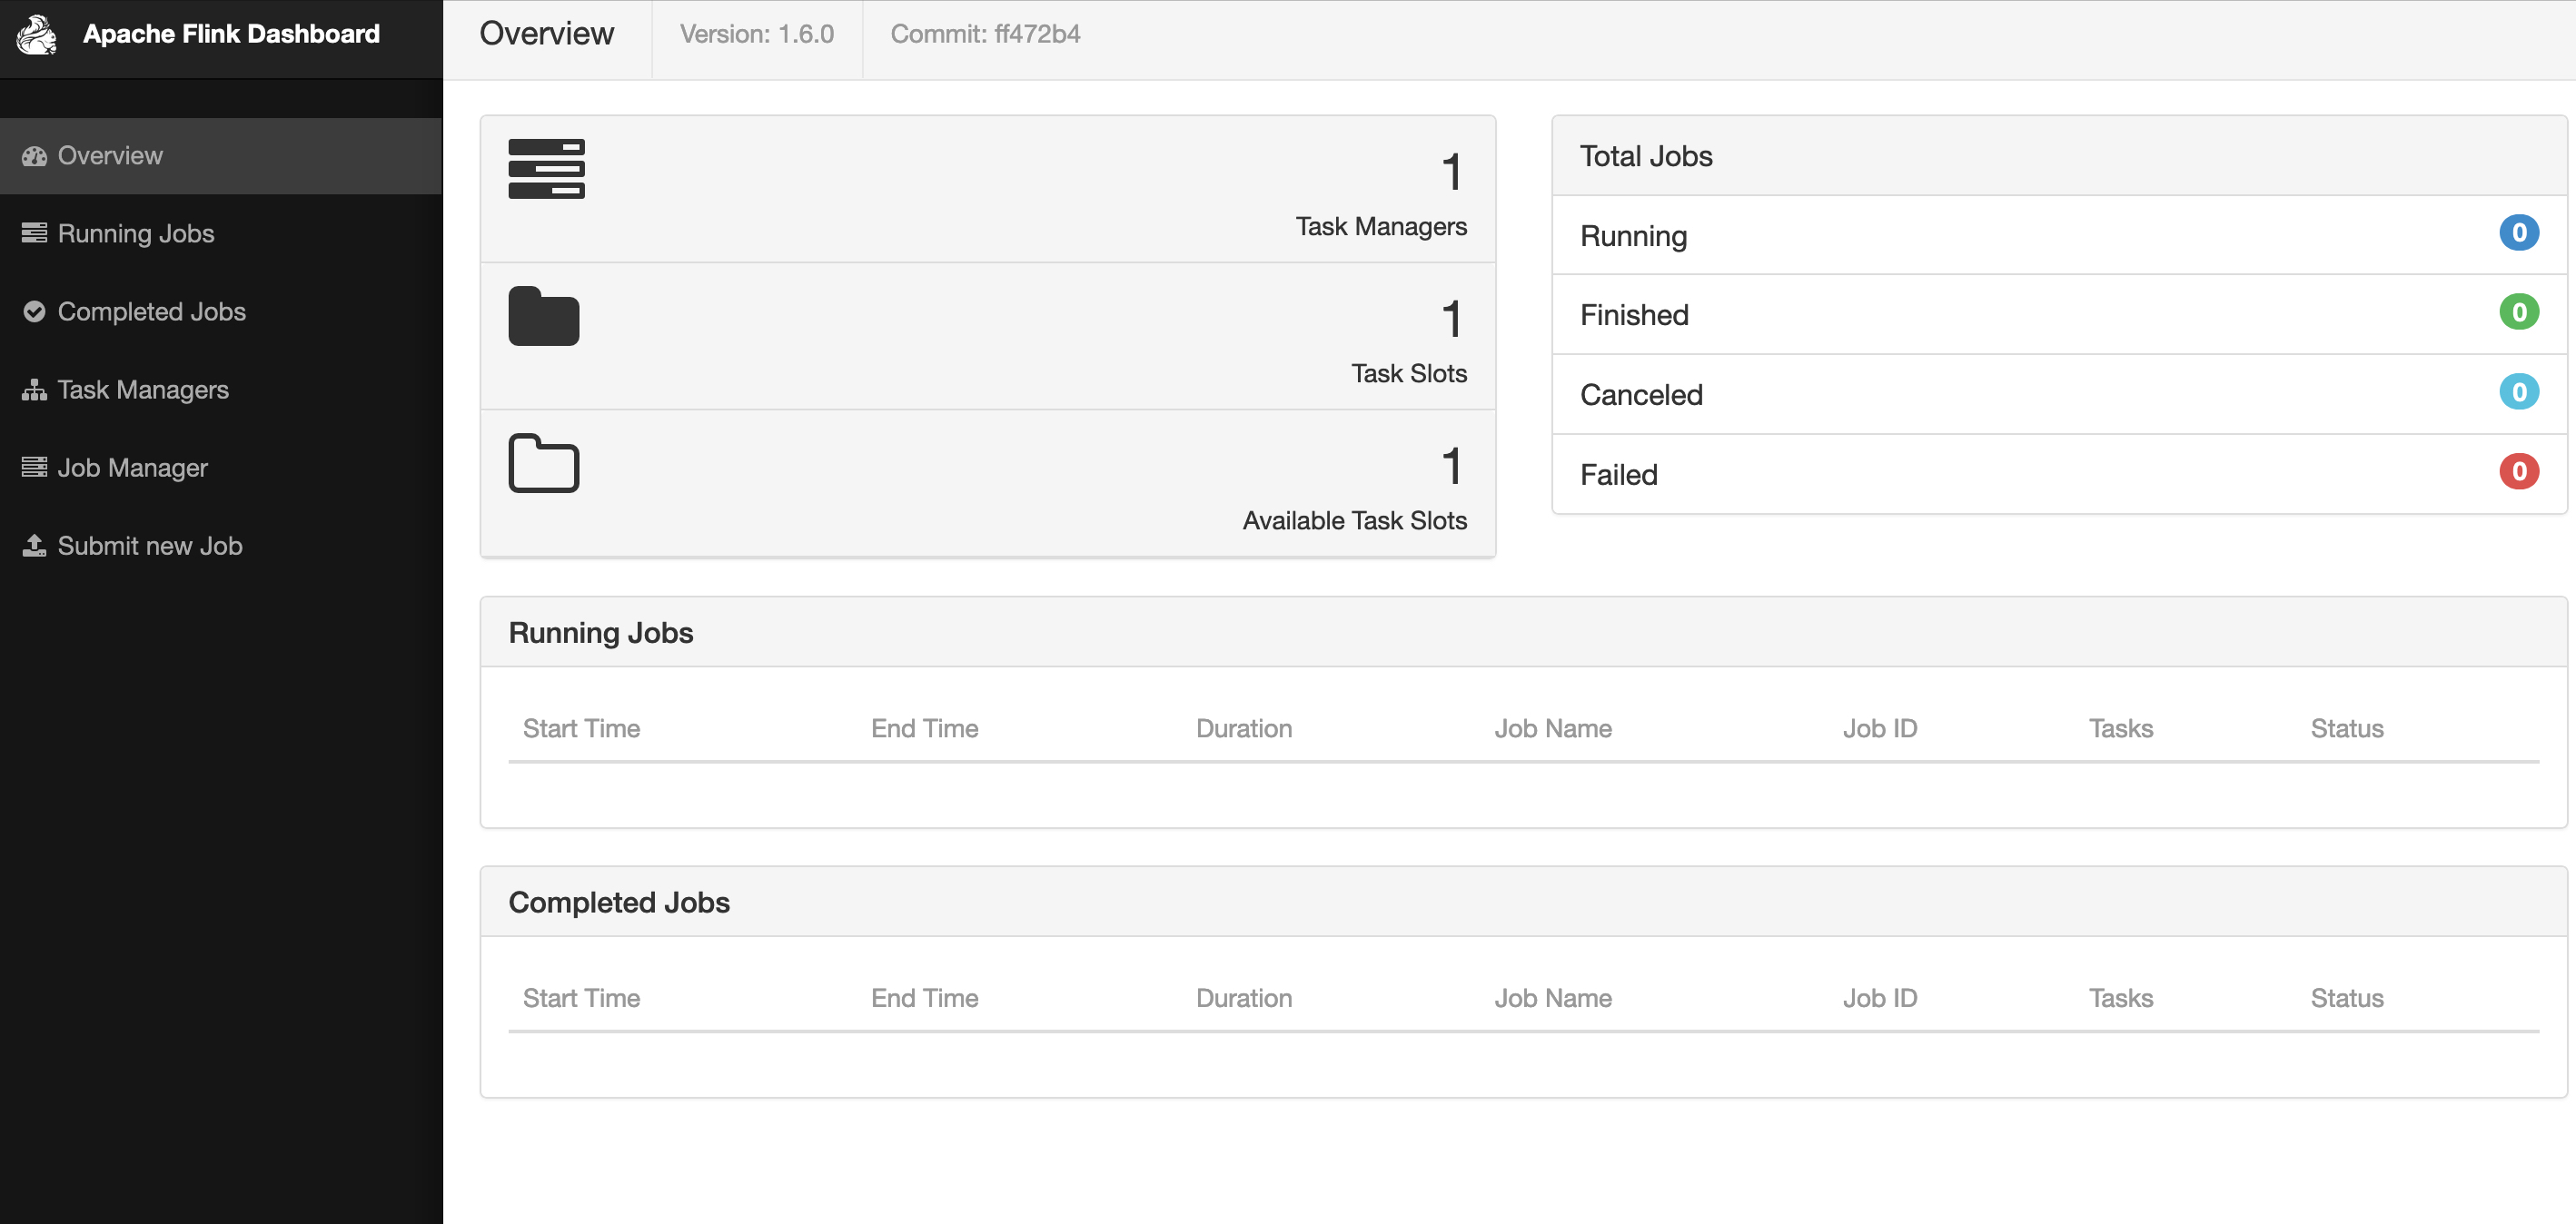 Apache Flink Dashboard
Overview
Running Jobs
Completed Jobs
Task Managers
Job Manager
Submit new Job
Overview
Version: 1.6.0
Commit: ff472b4
1
Task Managers
1
Task Slots
1
Available Task Slots
Total Jobs
Running 0
Finished 0
Canceled 0
Failed 0
Running Jobs
Start Time End Time Duration Job Name Job ID Tasks Status
Completed Jobs
Start Time End Time Duration Job Name Job ID Tasks Status